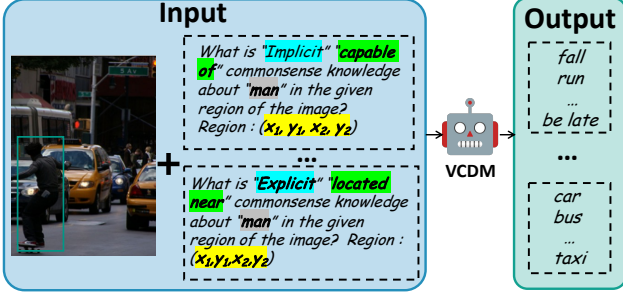 Input
5 Av
What is "Implicit" "capable
of" commonsense knowledge
about "man" in the given
region of the image?
Region : (x1, y1, x2, y2)
...
What is "Explicit" "located
near" commonsense knowledge
about "man" in the given
region of the image? Region :
(x1,y1,x2,y2)
+
VCDM
Output
fall
run
...
be late
...
car
bus
...
taxi